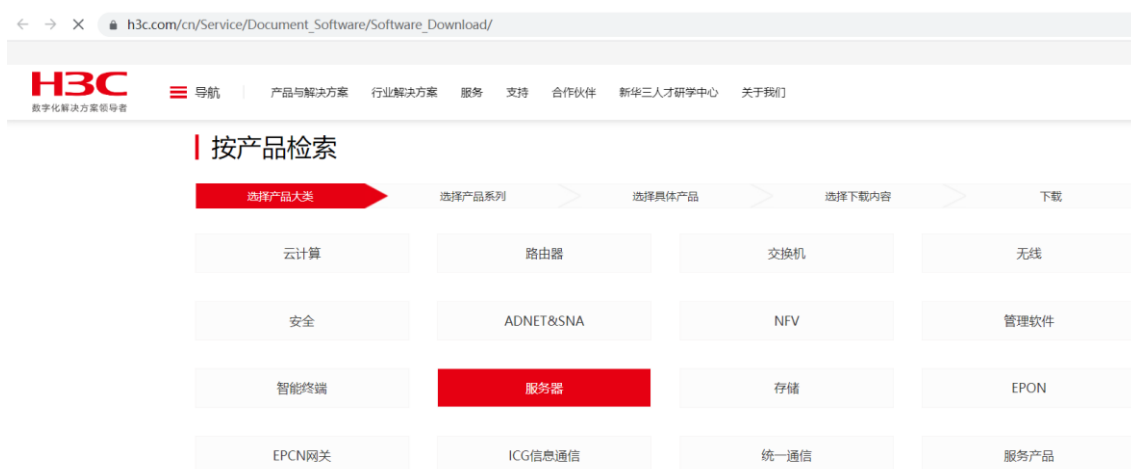 h3c.com/cn/Service/Document_Software/Software_Download/
H3C
数字化解决方案领导者
导航 产品与解决方案 行业解决方案 服务 支持 合作伙伴 新华三人才研学中心 关于我们
按产品检索
选择产品大类 选择产品系列 选择具体产品 选择下载内容 下载
云计算 路由器 交换机 无线
安全 ADNET&SNA NFV 管理软件
智能终端 服务器 存储 EPON
EPCN网关 ICG信息通信 统一通信 服务产品